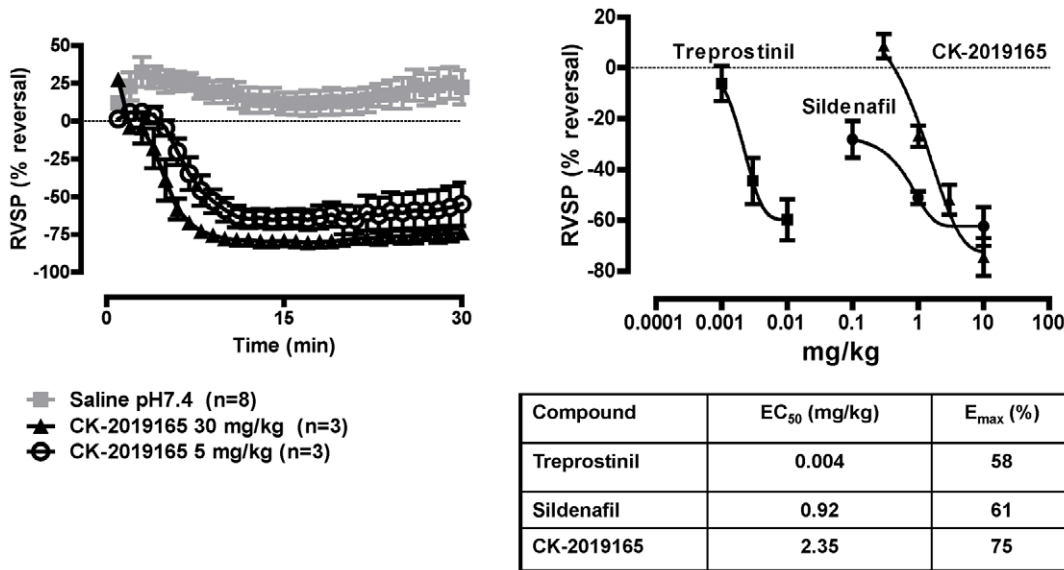 RVSP (% reversal)
50
25
0
-25
-50
-75
-100
0
15
30
Time (min)
Saline pH7.4 (n=8)
CK-2019165 30 mg/kg (n=3)
CK-2019165 5 mg/kg (n=3)
RVSP (% reversal)
20
0
-20
-40
-60
-80
Treprostinil
CK-2019165
Sildenafil
0.0001
0.001
0.01
0.1
1
10
100
mg/kg
Compound EC50 (mg/kg) Emax (%)
Treprostinil 0.004 58
Sildenafil 0.92 61
CK-2019165 2.35 75